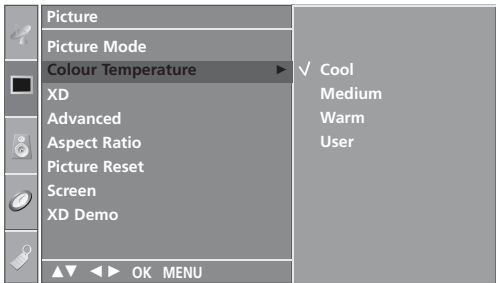 Picture
Picture Mode
Colour Temperature ► √ Cool
XD Medium
Advanced Warm
Aspect Ratio User
Picture Reset
Screen
XD Demo
▲▼ ◄► OK MENU